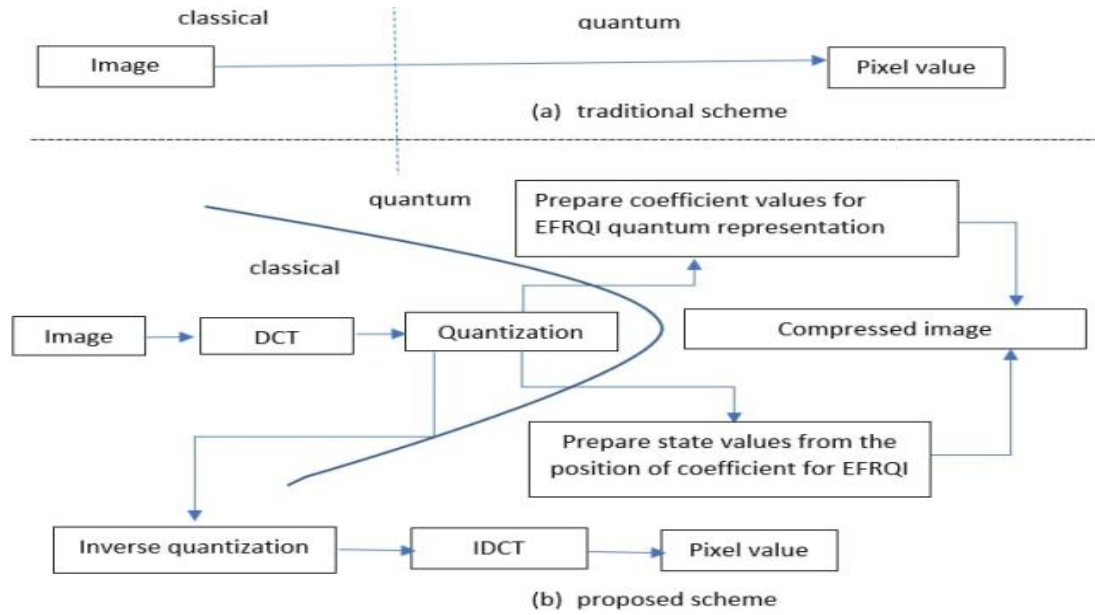 classical
quantum
Image
Pixel value
(a) traditional scheme
quantum
Prepare coefficient values for
EFRQI quantum representation
classical
Image
DCT
Quantization
Compressed image
Prepare state values from the
position of coefficient for EFRQI
Inverse quantization
IDCT
Pixel value
(b) proposed scheme